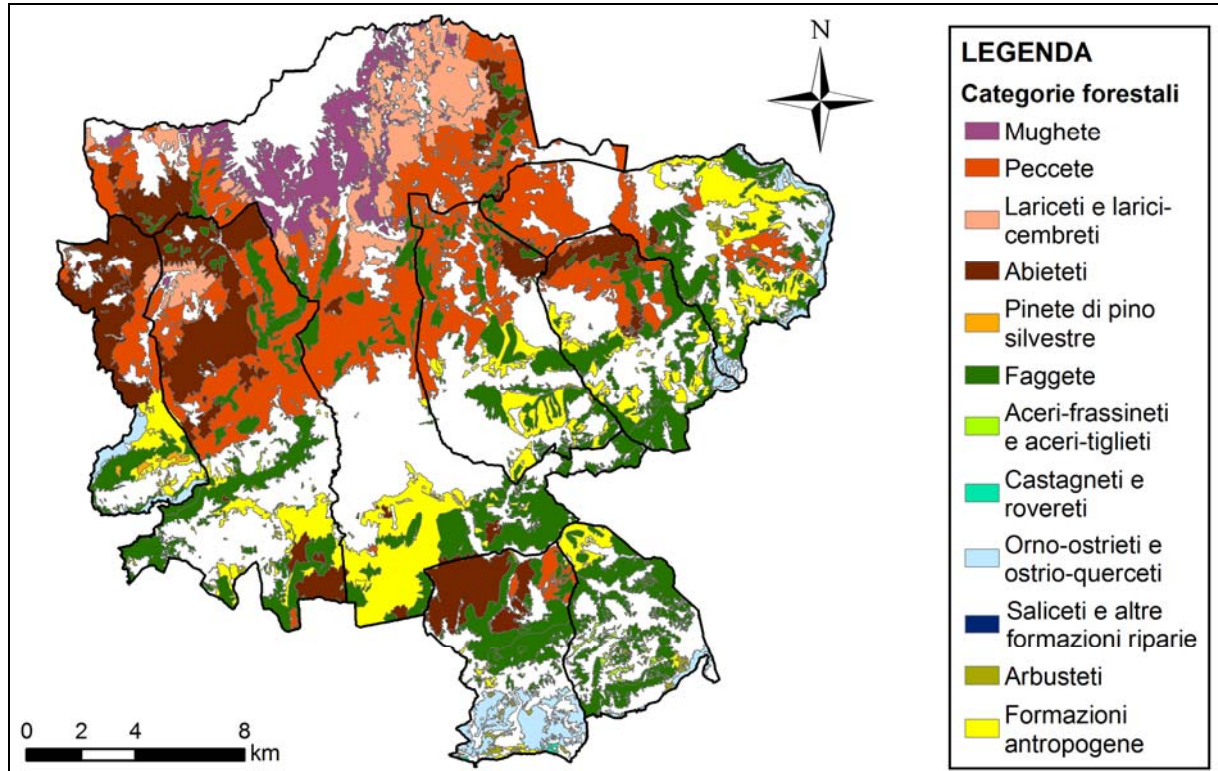 N
LEGENDA
Categorie forestali
Mughete
Peccete
Lariceti e larici-
cembreti
Abieteti
Pinete di pino
silvestre
Faggete
Aceri-frassineti
e aceri-tiglieti
Castagneti e
rovereti
Orno-ostrieti e
ostrio-querceti
Saliceti e altre
formazioni riparie
Arbusteti
Formazioni
antropogene
0 2 4 8
km